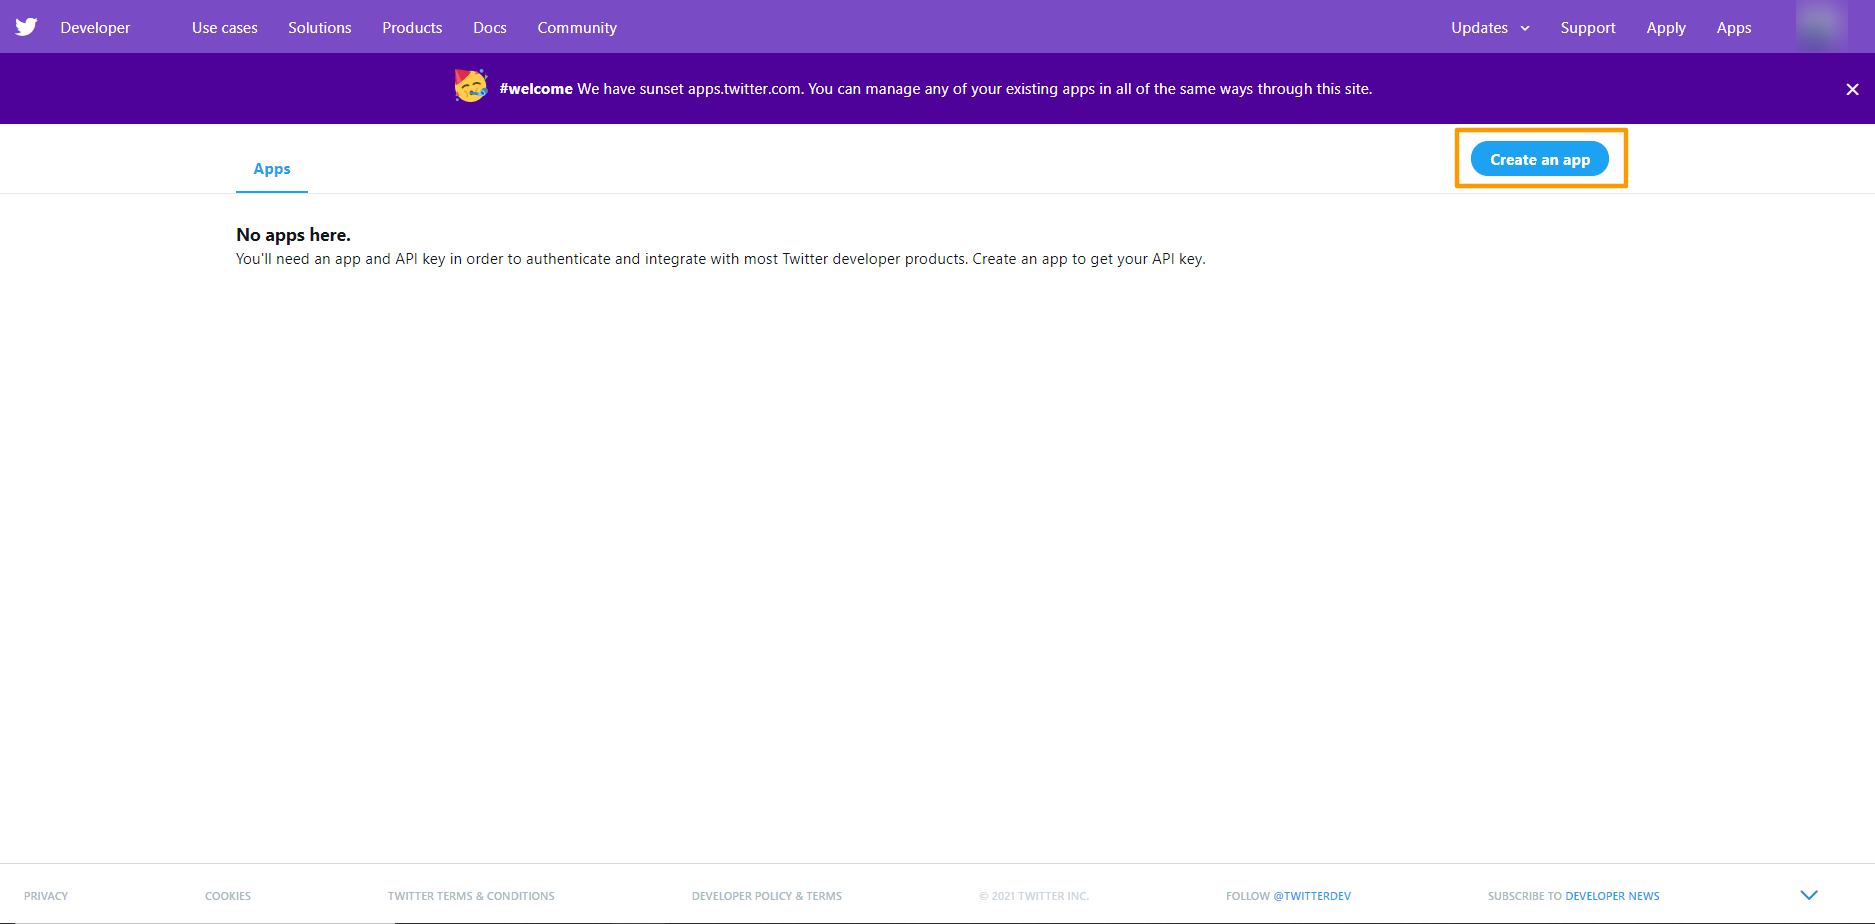 Developer Use cases Solutions Products Docs Community Updates Support Apply Apps
#welcome We have sunset apps.twitter.com. You can manage any of your existing apps in all of the same ways through this site.
Apps Create an app
No apps here.
You'll need an app and API key in order to authenticate and integrate with most Twitter developer products. Create an app to get your API key.
PRIVACY COOKIES TWITTER TERMS & CONDITIONS DEVELOPER POLICY & TERMS © 2021 TWITTER INC. FOLLOW @TWITTERDEV SUBSCRIBE TO DEVELOPER NEWS